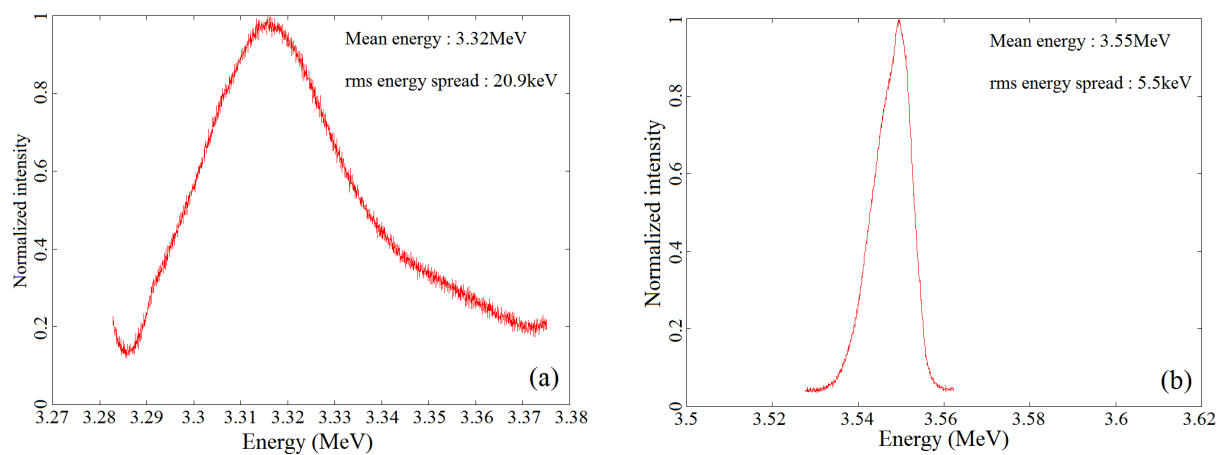 Mean energy : 3.32MeV
rms energy spread : 20.9keV
Normalized intensity
0 0.2 0.4 0.6 0.8 1
(a)
3.27 3.28 3.29 3.3 3.31 3.32 3.33 3.34 3.35 3.36 3.37 3.38
Energy (MeV)
Mean energy : 3.55MeV
rms energy spread : 5.5keV
Normalized intensity
0 0.2 0.4 0.6 0.8 1
(b)
3.5 3.52 3.54 3.56 3.58 3.6 3.62
Energy (MeV)